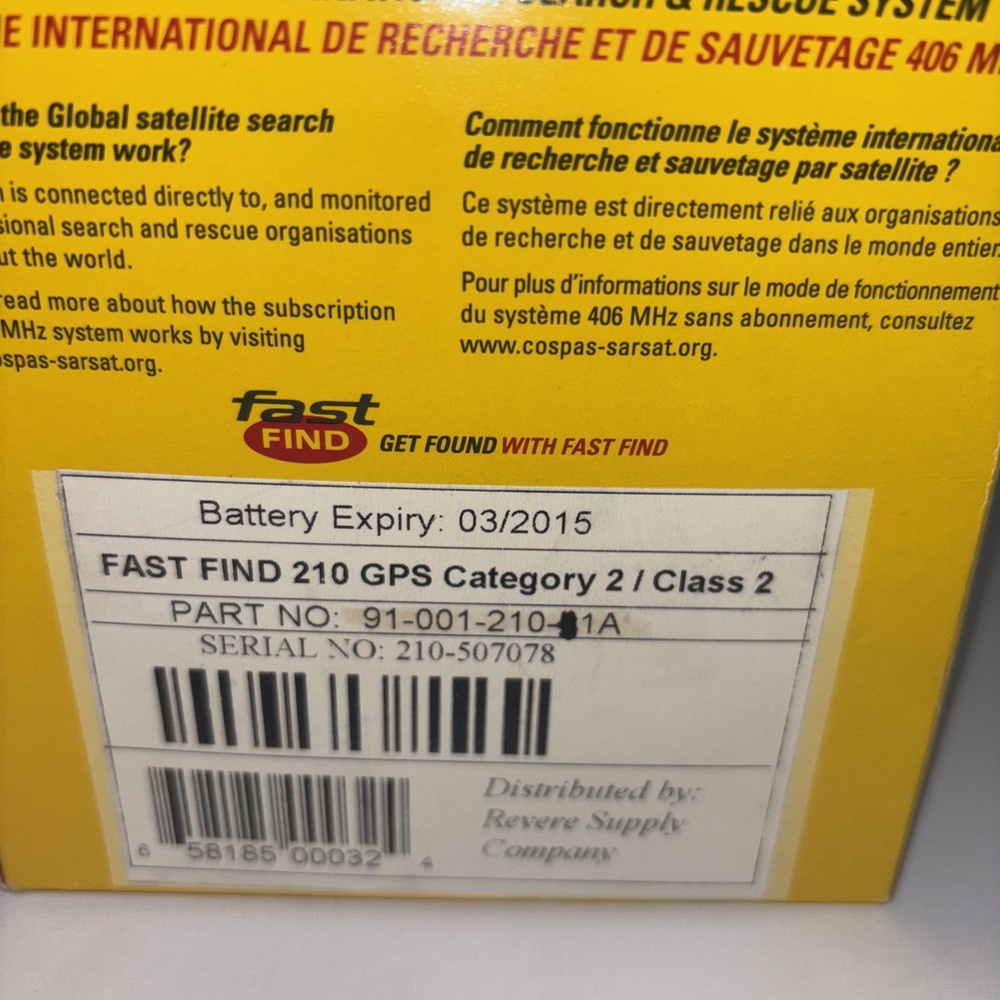 & RESCUE SYSTEM
E INTERNATIONAL DE RECHERCHE ET DE SAUVETAGE 406 M
the Global satellite search
e system work?
is connected directly to, and monitored
sional search and rescue organisations
ut the world.
ead more about how the subscription
MHz system works by visiting
ospas-sarsat.org.
Comment fonctionne le système internationa
de recherche et sauvetage par satellite ?
Ce système est directement relié aux organisations
de recherche et de sauvetage dans le monde entier.
Pour plus d'informations sur le mode de fonctionnement
du système 406 MHz sans abonnement, consultez
www.cospas-sarsat.org.
fast
FIND
GET FOUND WITH FAST FIND
Battery Expiry: 03/2015
FAST FIND 210 GPS Category 2 / Class 2
PART NO: 91-001-210-1A
SERIAL NO: 210-507078
6 58185 00032 4
Distributed by:
Revere Supply
Company